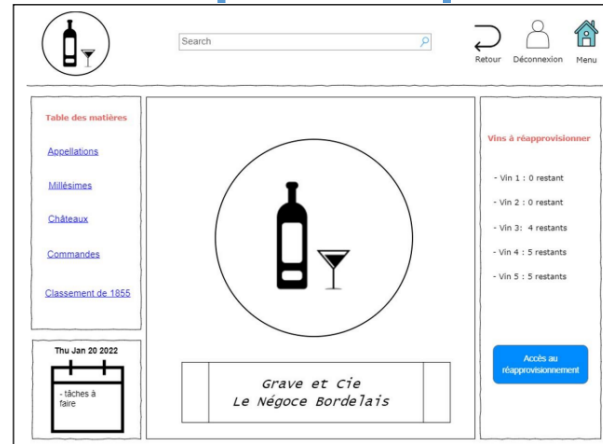 Search
Retour Déconnexion Menu
Table des matières
Appellations
Millésimes
Châteaux
Commandes
Classement de 1855
Thu Jan 20 2022
- tâches à
faire
Grave et Cie
Le Négoce Bordelais
Vins à réapprovisionner
- Vin 1 : 0 restant
- Vin 2 : 0 restant
- Vin 3: 4 restants
- Vin 4 : 5 restants
- Vin 5 : 5 restants
Accès au
réapprovisionnement